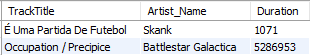 TrackTitle Artist_Name Duration
É Uma Partida De Futebol Skank 1071
Occupation / Precipice Battlestar Galactica 5286953